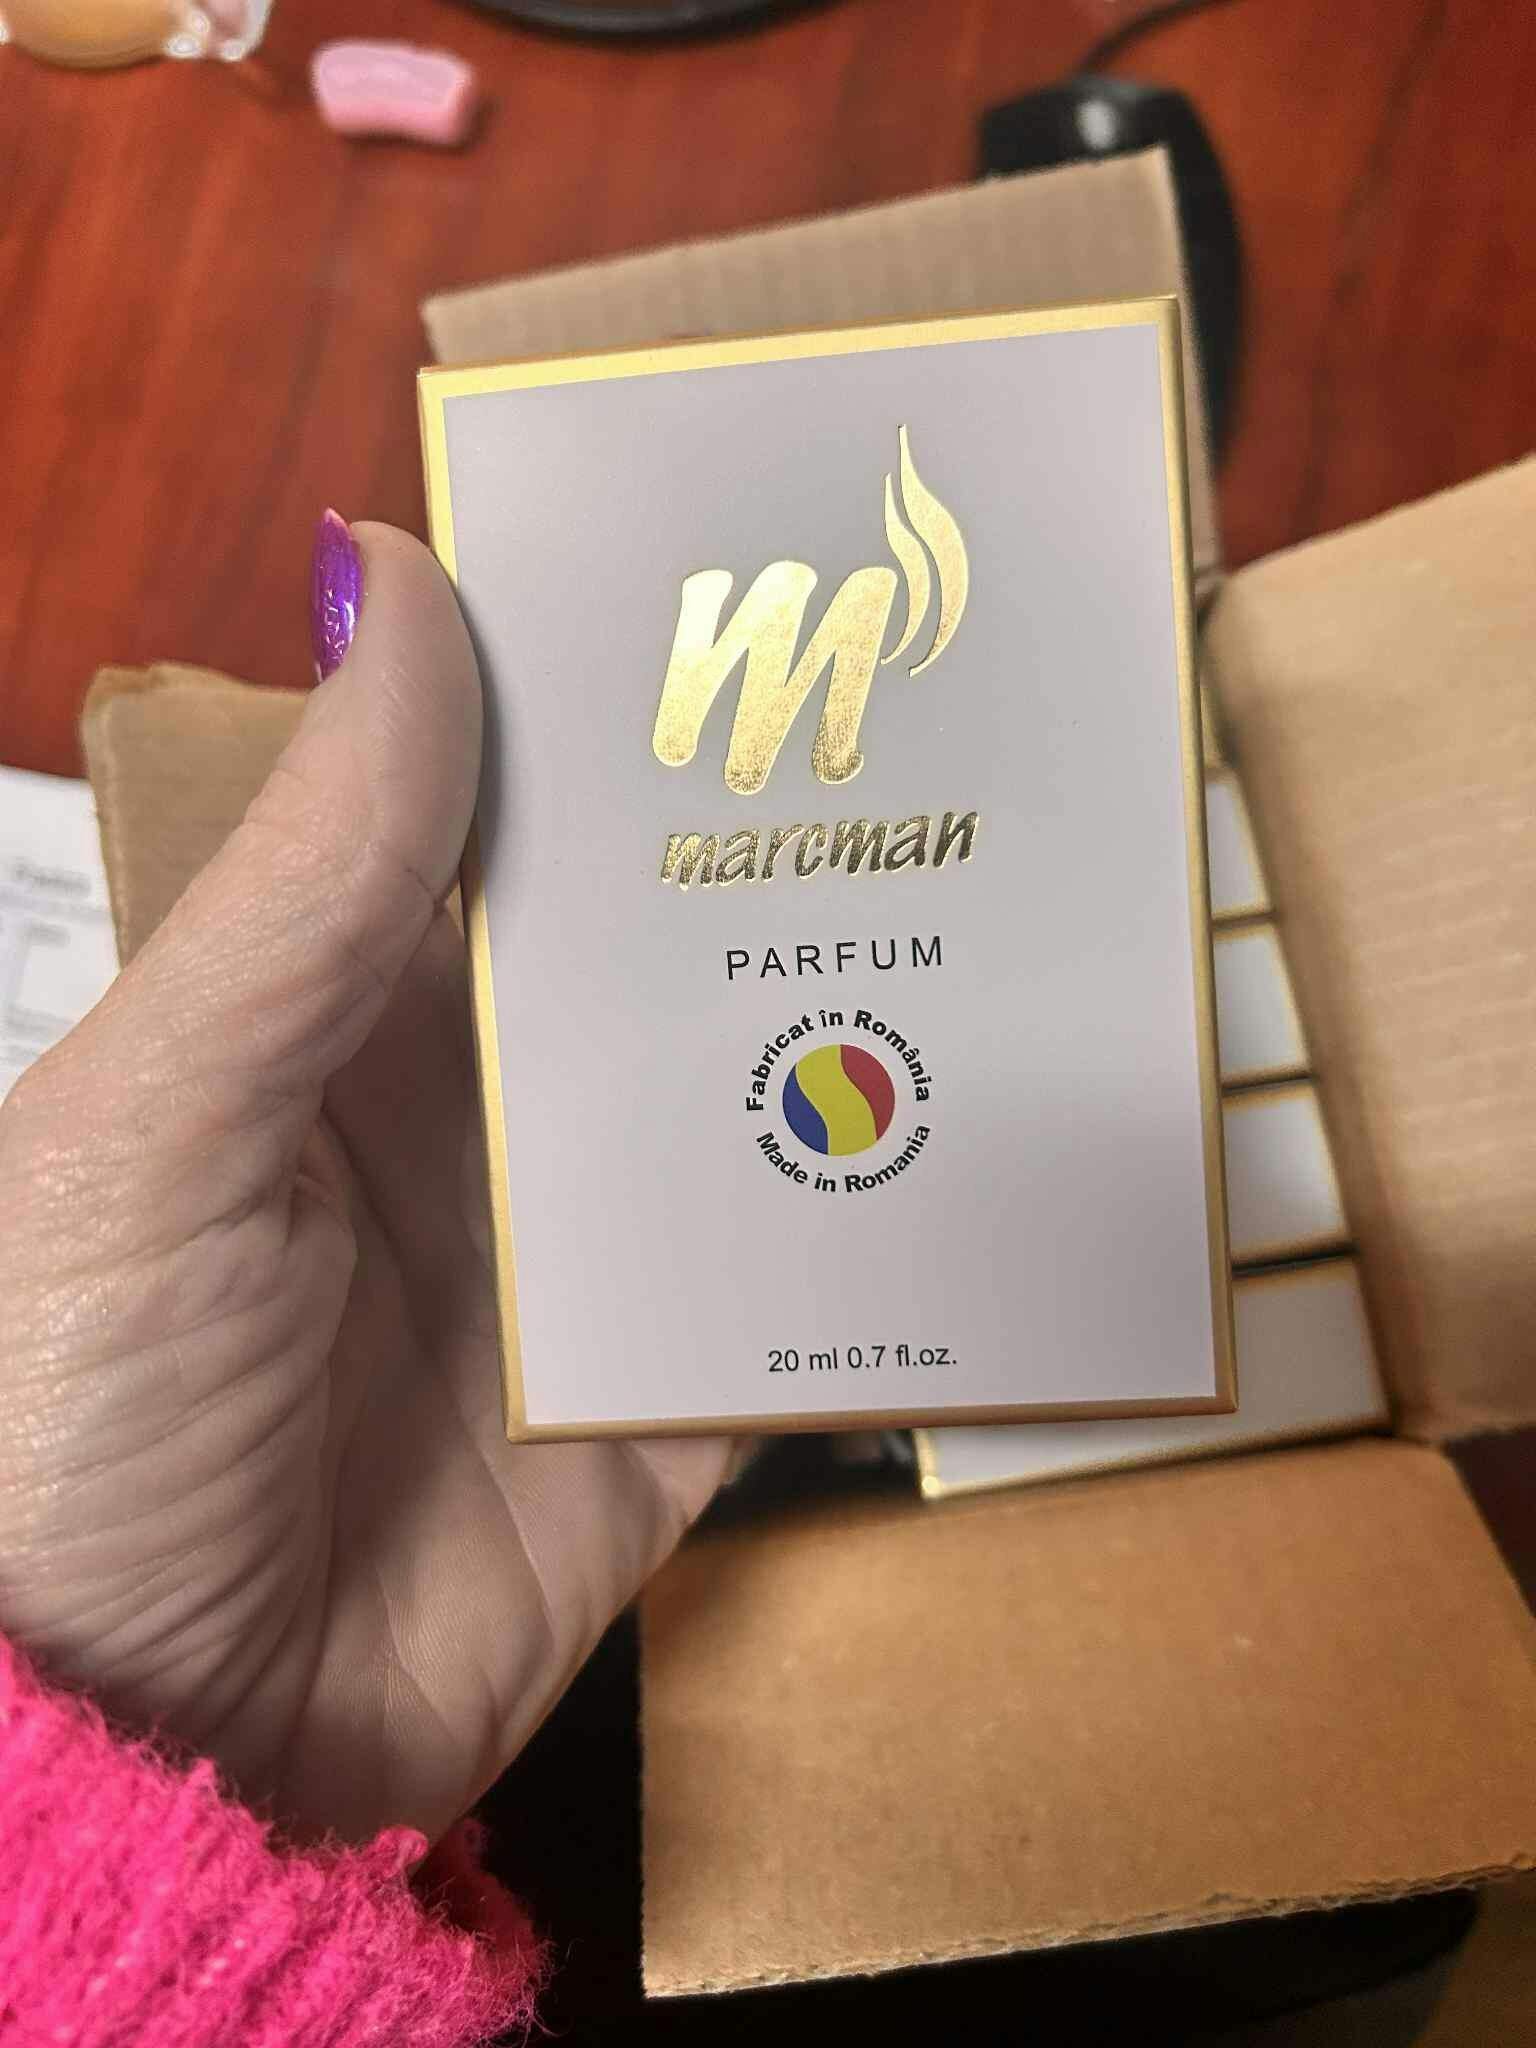 m
marcman
PARFUM
Fabricat în România
Made in Romania
20 ml 0.7 fl.oz.